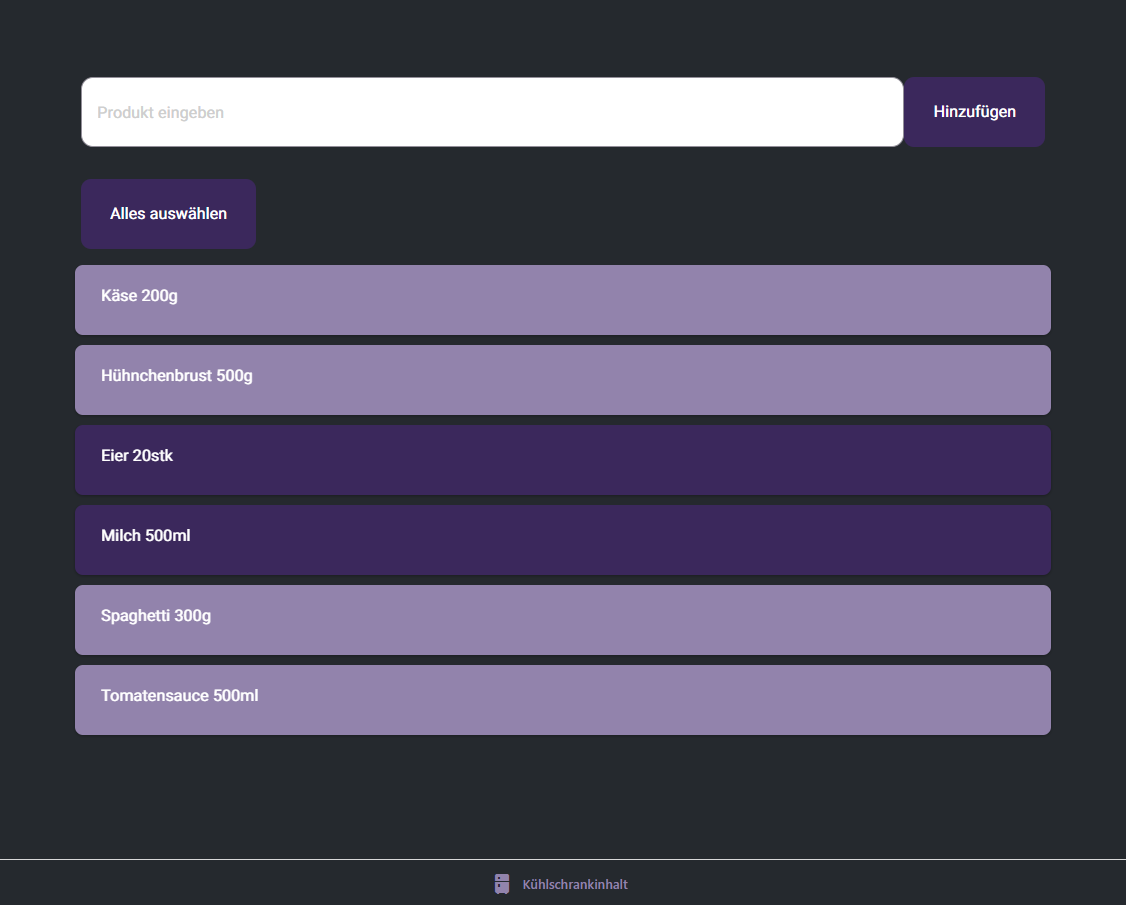 Produkt eingeben
Hinzufügen
Alles auswählen
Käse 200g
Hühnchenbrust 500g
Eier 20stk
Milch 500ml
Spaghetti 300g
Tomatensauce 500ml
Kühlschrankinhalt